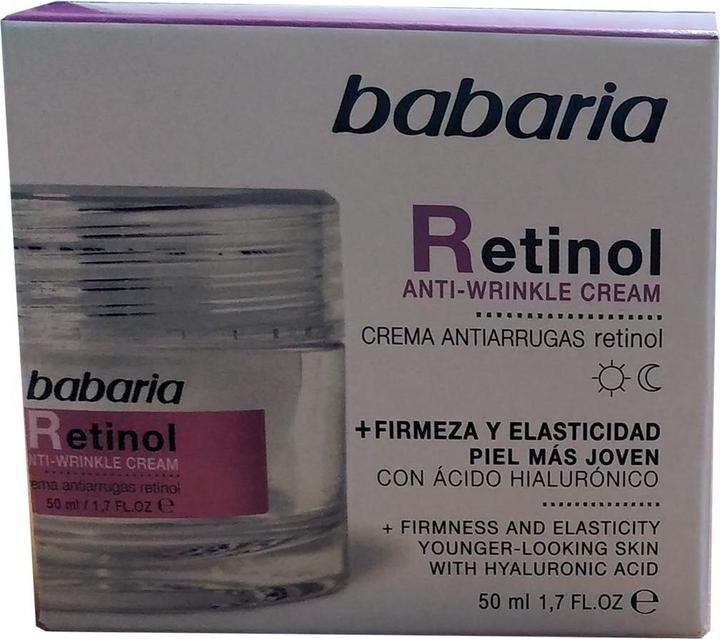 babaria
Retinol
ANTI-WRINKLE CREAM
CREMA ANTIARRUGAS retinol
+FIRMEZA Y ELASTICIDAD
PIEL MÁS JOVEN
CON ÁCIDO HIALURÓNICO
+ FIRMNESS AND ELASTICITY
YOUNGER-LOOKING SKIN
WITH HYALURONIC ACID
50 ml 1,7 FL.OZ ℮
babaria
Retinol
NTI-WRINKLE CREAM
ema antiarrugas retinol
50 ml / 1,7 FL.OZ ℮